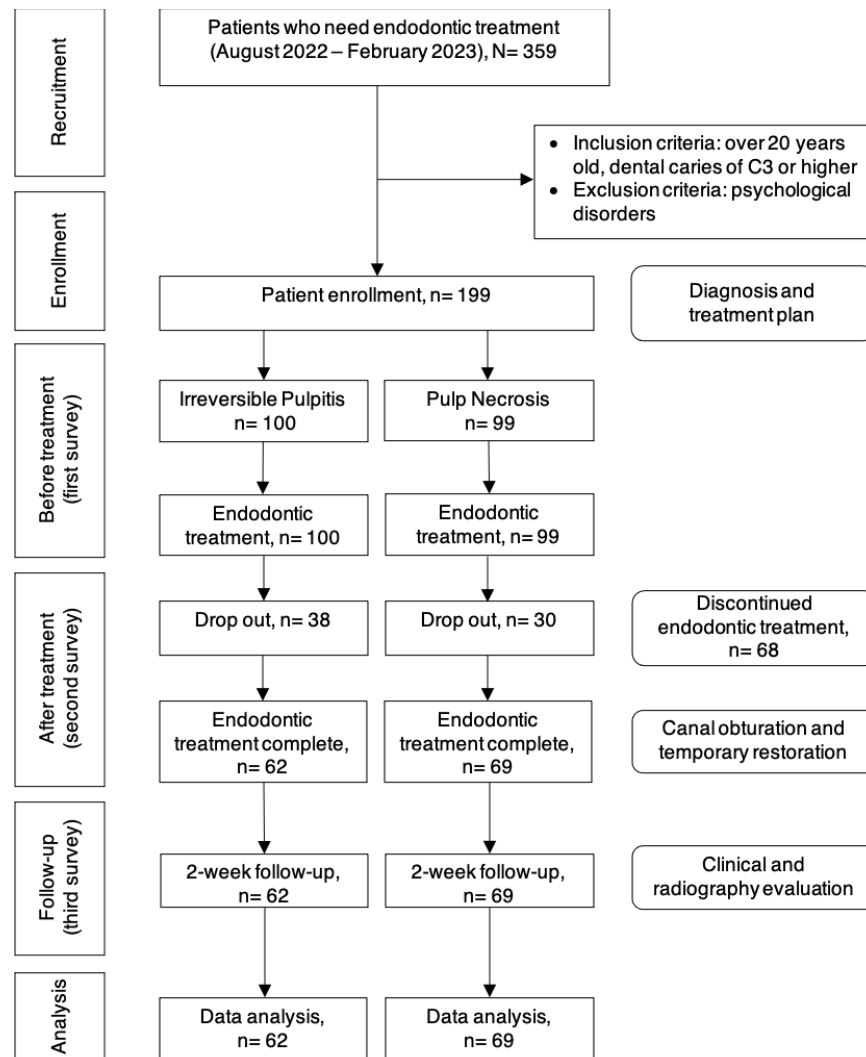 Recruitment
Patients who need endodontic treatment
(August 2022 – February 2023), N= 359
• Inclusion criteria: over 20 years
old, dental caries of C3 or higher
• Exclusion criteria: psychological
disorders
Enrollment
Patient enrollment, n= 199
Diagnosis and
treatment plan
Before treatment
(first survey)
Irreversible Pulpitis
n= 100
Pulp Necrosis
n= 99
Endodontic
treatment, n= 100
Endodontic
treatment, n= 99
After treatment
(second survey)
Drop out, n= 38
Drop out, n= 30
Discontinued
endodontic treatment,
n= 68
Endodontic
treatment complete,
n= 62
Endodontic
treatment complete,
n= 69
Canal obturation and
temporary restoration
Follow-up
(third survey)
2-week follow-up,
n= 62
2-week follow-up,
n= 69
Clinical and
radiography evaluation
Analysis
Data analysis,
n= 62
Data analysis,
n= 69